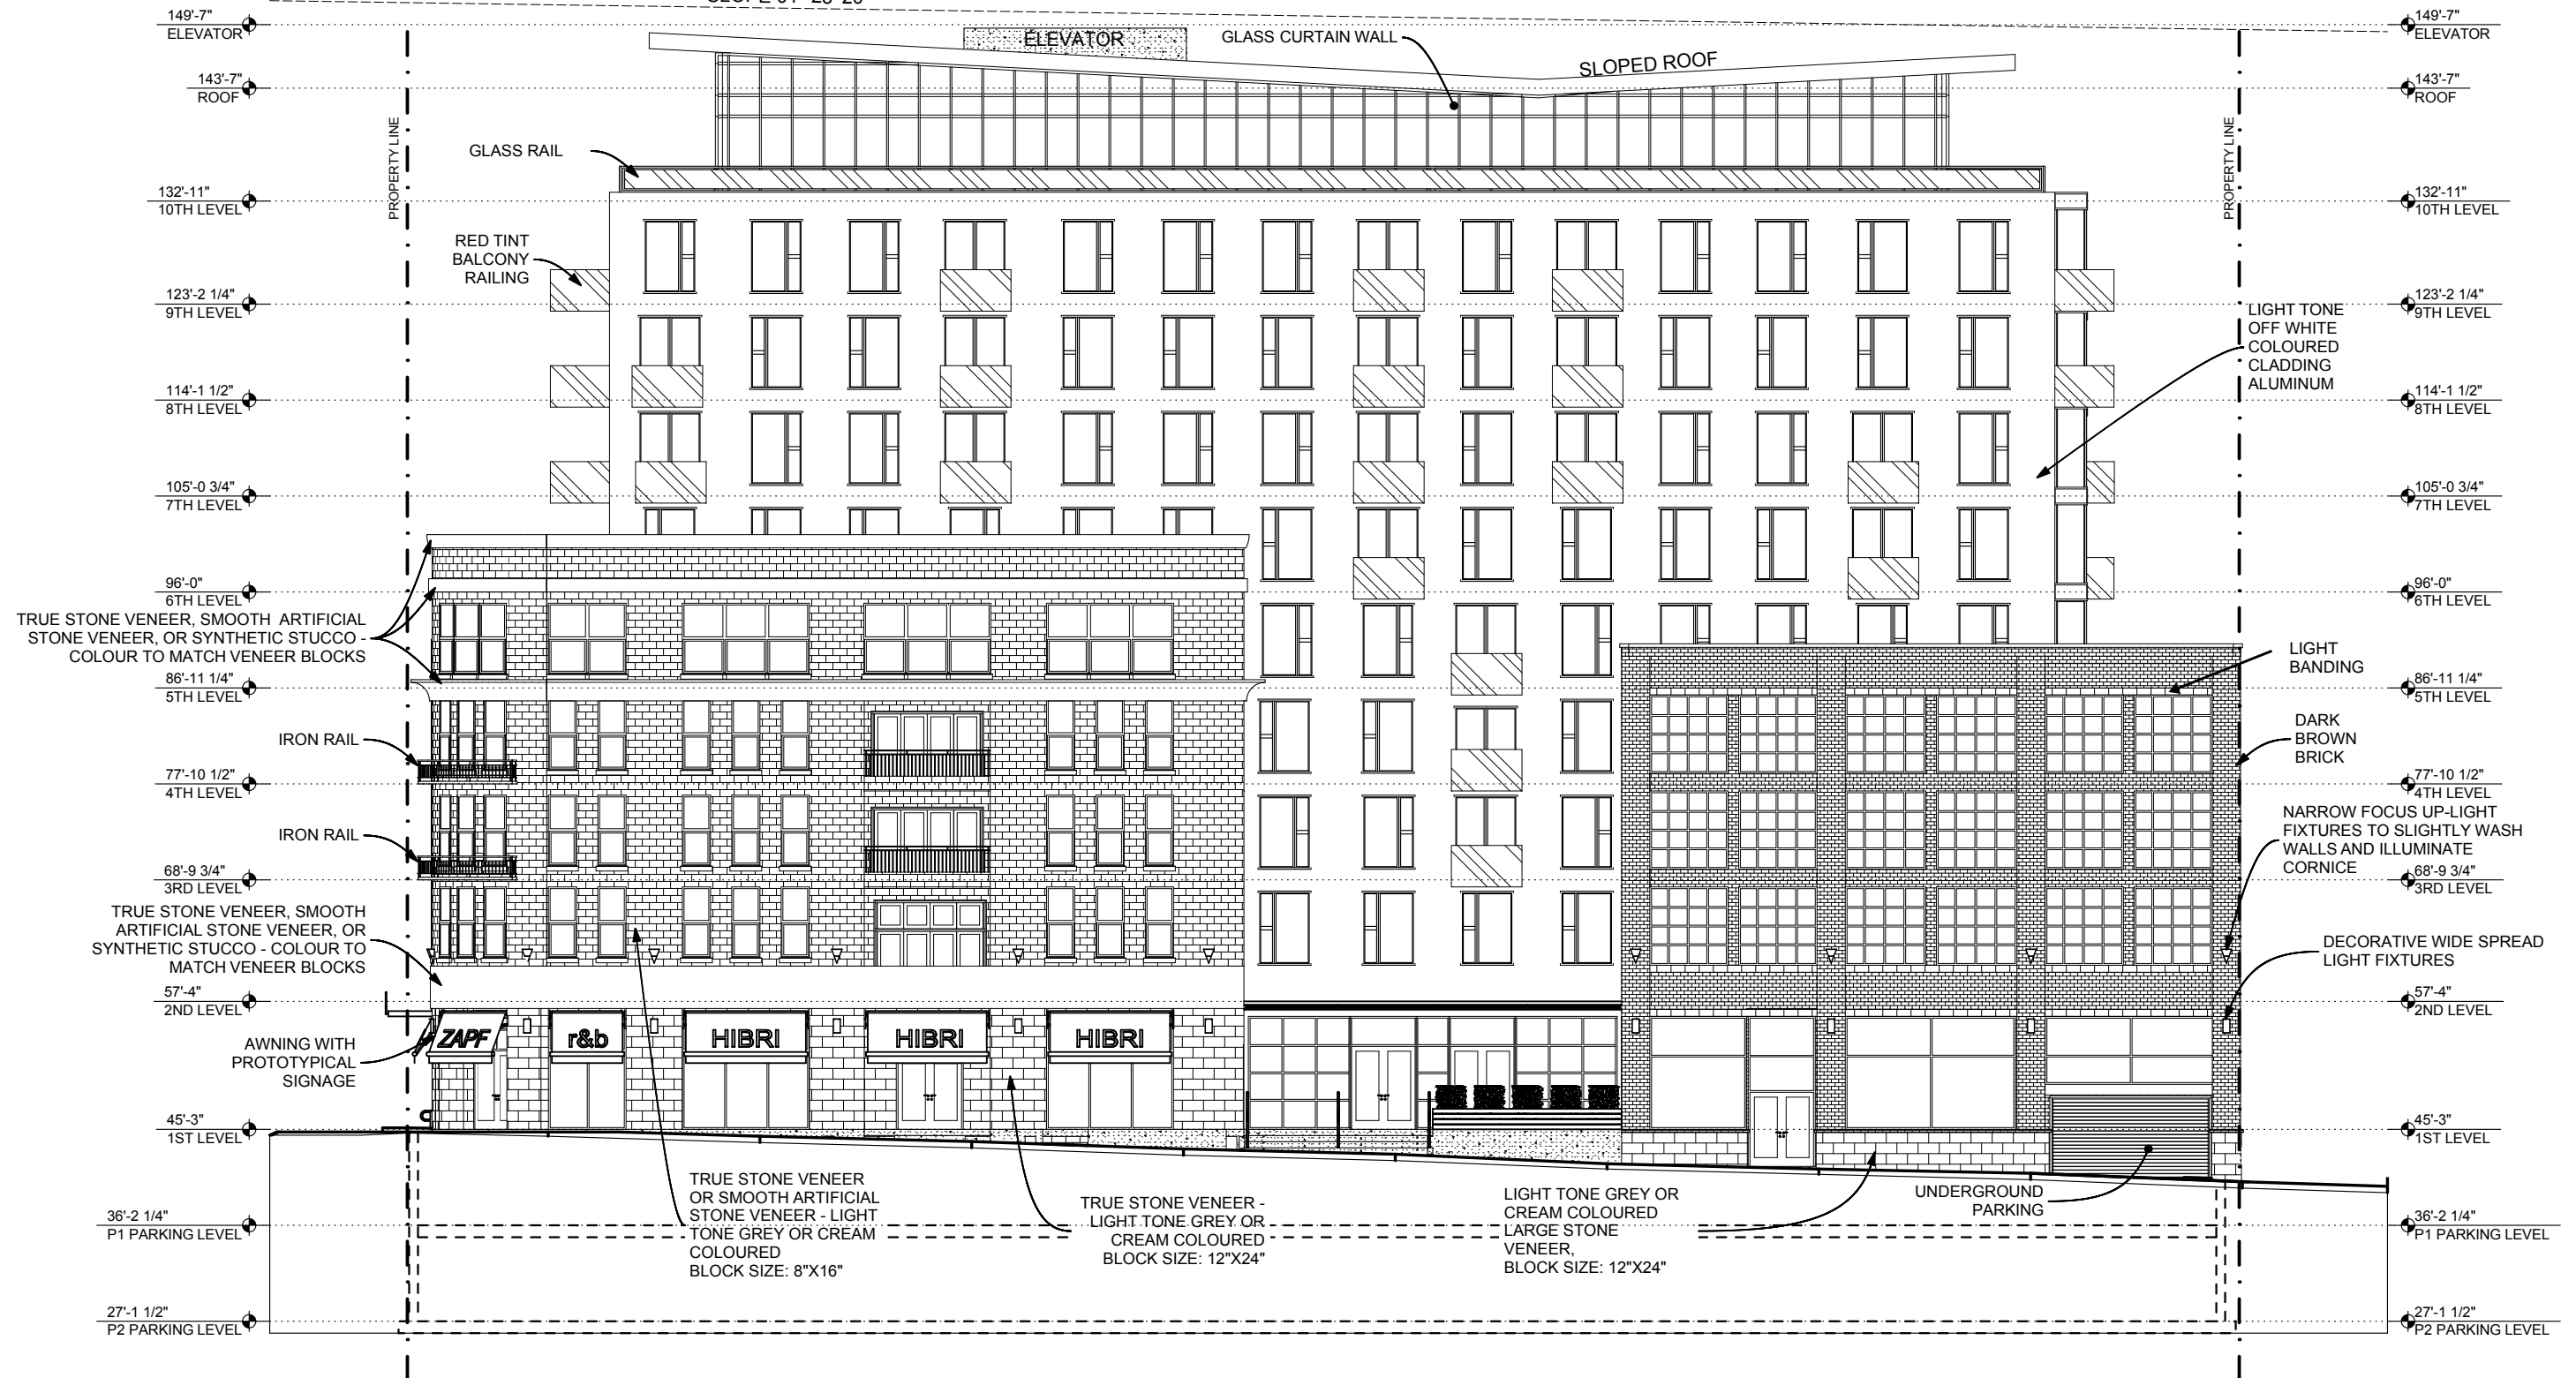 149'-7"
ELEVATOR
143'-7"
ROOF
132'-11"
10TH LEVEL
123'-2 1/4"
9TH LEVEL
114'-1 1/2"
8TH LEVEL
105'-0 3/4"
7TH LEVEL
96'-0"
6TH LEVEL
86'-11 1/4"
5TH LEVEL
77'-10 1/2"
4TH LEVEL
68'-9 3/4"
3RD LEVEL
57'-4"
2ND LEVEL
45'-3"
1ST LEVEL
36'-2 1/4"
P1 PARKING LEVEL
27'-1 1/2"
P2 PARKING LEVEL
PROPERTY LINE
ELEVATOR
GLASS CURTAIN WALL
SLOPED ROOF
GLASS RAIL
RED TINT
BALCONY
RAILING
TRUE STONE VENEER, SMOOTH ARTIFICIAL
STONE VENEER, OR SYNTHETIC STUCCO -
COLOUR TO MATCH VENEER BLOCKS
IRON RAIL
IRON RAIL
TRUE STONE VENEER, SMOOTH
ARTIFICIAL STONE VENEER, OR
SYNTHETIC STUCCO - COLOUR TO
MATCH VENEER BLOCKS
AWNING WITH
PROTOTYPICAL
SIGNAGE
ZAPF
r&b
HIBRI
HIBRI
HIBRI
TRUE STONE VENEER
OR SMOOTH ARTIFICIAL
STONE VENEER - LIGHT
TONE GREY OR CREAM
COLOURED
BLOCK SIZE: 8"X16"
TRUE STONE VENEER -
LIGHT TONE GREY OR
CREAM COLOURED
BLOCK SIZE: 12"X24"
LIGHT TONE GREY OR
CREAM COLOURED
LARGE STONE
VENEER,
BLOCK SIZE: 12"X24"
UNDERGROUND
PARKING
PROPERTY LINE
LIGHT TONE
OFF WHITE
COLOURED
CLADDING
ALUMINUM
LIGHT
BANDING
DARK
BROWN
BRICK
NARROW FOCUS UP-LIGHT
FIXTURES TO SLIGHTLY WASH
WALLS AND ILLUMINATE
CORNICE
DECORATIVE WIDE SPREAD
LIGHT FIXTURES
149'-7"
ELEVATOR
143'-7"
ROOF
132'-11"
10TH LEVEL
123'-2 1/4"
9TH LEVEL
114'-1 1/2"
8TH LEVEL
105'-0 3/4"
7TH LEVEL
96'-0"
6TH LEVEL
86'-11 1/4"
5TH LEVEL
77'-10 1/2"
4TH LEVEL
68'-9 3/4"
3RD LEVEL
57'-4"
2ND LEVEL
45'-3"
1ST LEVEL
36'-2 1/4"
P1 PARKING LEVEL
27'-1 1/2"
P2 PARKING LEVEL